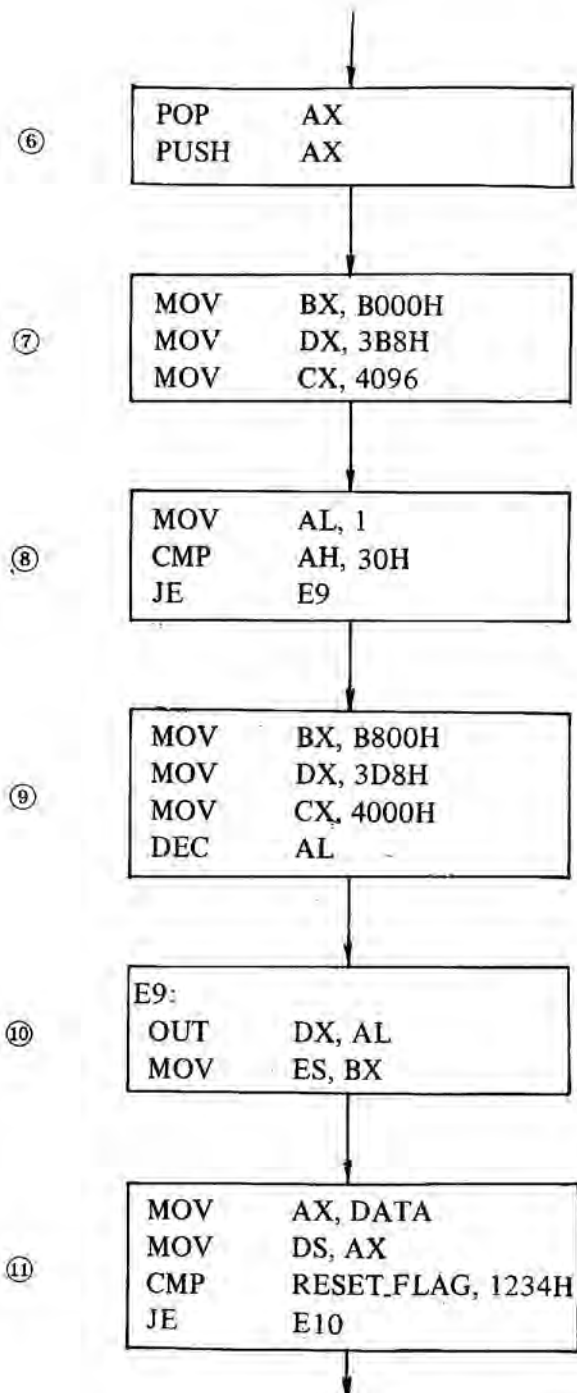 ⑥
POP AX
PUSH AX
⑦
MOV BX, B000H
MOV DX, 3B8H
MOV CX, 4096
⑧
MOV AL, 1
CMP AH, 30H
JE E9
⑨
MOV BX, B800H
MOV DX, 3D8H
MOV CX, 4000H
DEC AL
⑩
E9:
OUT DX, AL
MOV ES, BX
⑪
MOV AX, DATA
MOV DS, AX
CMP RESET_FLAG, 1234H
JE E10